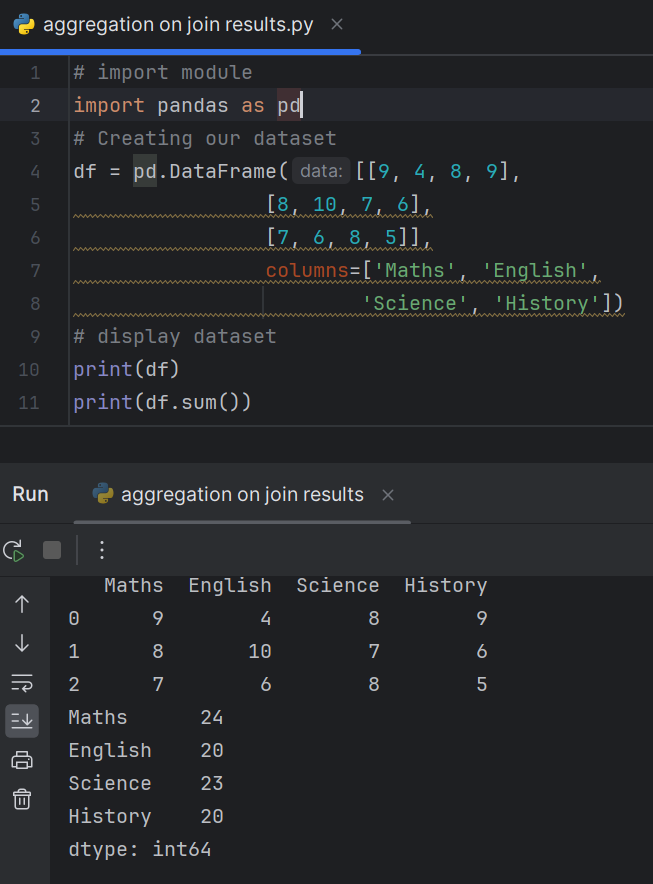 aggregation on join results.py
1 # import module
2 import pandas as pd
3 # Creating our dataset
4 df = pd.DataFrame( data: [[9, 4, 8, 9],
5                 [8, 10, 7, 6],
6                 [7, 6, 8, 5]],
7                 columns=['Maths', 'English',
8                         'Science', 'History'])
9 # display dataset
10 print(df)
11 print(df.sum())
Run aggregation on join results
   Maths  English  Science  History
0      9        4        8        9
1      8       10        7        6
2      7        6        8        5
Maths      24
English    20
Science    23
History    20
dtype: int64